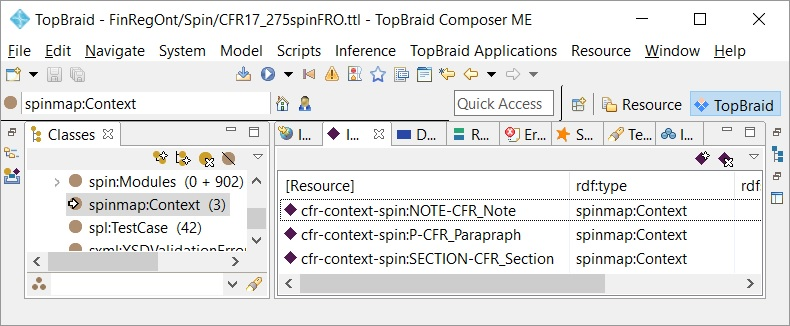 TopBraid - FinRegOnt/Spin/CFR17_275spinFRO.ttl - TopBraid Composer ME
File Edit Navigate System Model Scripts Inference TopBraid Applications Resource Window Help
spinmap:Context Quick Access Resource TopBraid
Classes I... I... D... R... Er... S... Te... I...
spin:Modules (0 + 902)
spinmap:Context (3)
spl:TestCase (42)
sxml:XSDValidationError
[Resource] rdf:type rdf
cfr-context-spin:NOTE-CFR_Note spinmap:Context
cfr-context-spin:P-CFR_Parapraph spinmap:Context
cfr-context-spin:SECTION-CFR_Section spinmap:Context